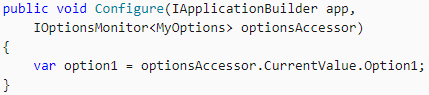 public void Configure(IApplicationBuilder app,
    IOptionsMonitor<MyOptions> optionsAccessor)
{
    var option1 = optionsAccessor.CurrentValue.Option1;
}